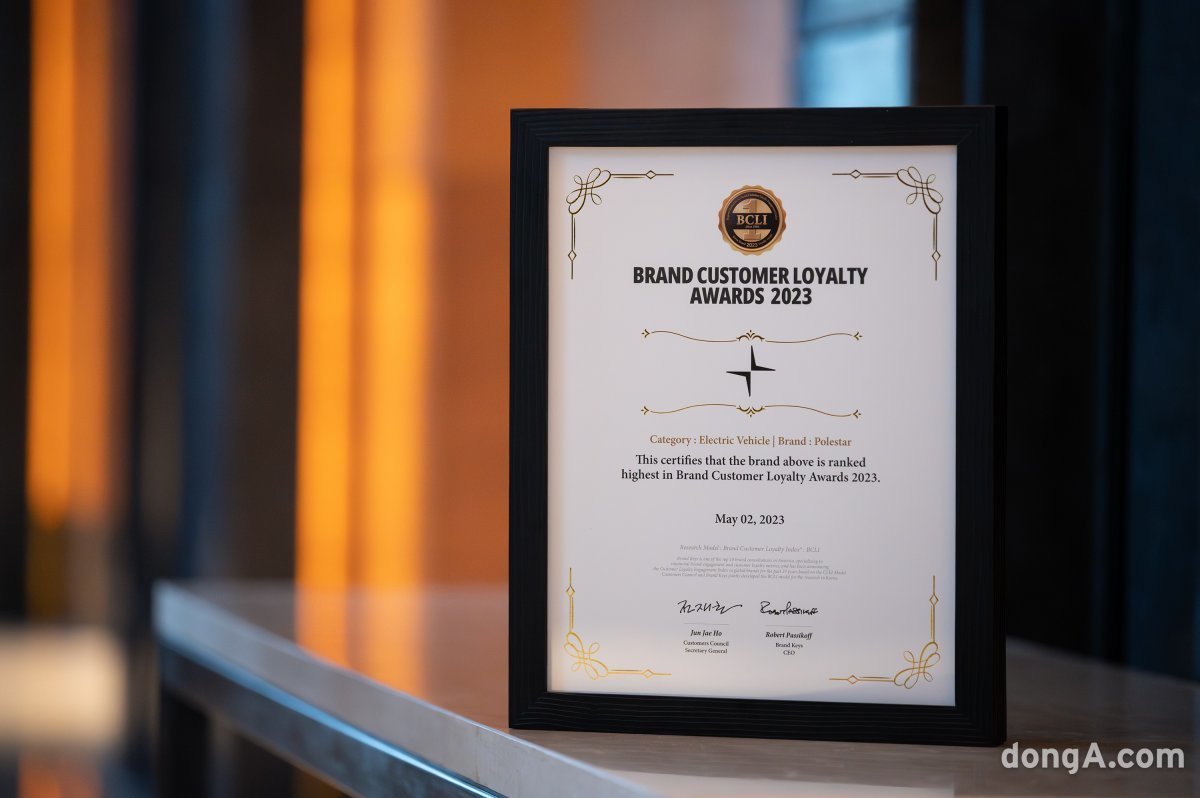 BCLI
2023
BRAND CUSTOMER LOYALTY
AWARDS 2023
Category : Electric Vehicle | Brand : Polestar
This certifies that the brand above is ranked
highest in Brand Customer Loyalty Awards 2023.
May 02, 2023
Research Model : Brand Customer Loyalty Index® : BCLI
Jun Jae Ho
Customers Council
Secretary General
Robert Passikoff
Brand Keys
CEO
dongA.com